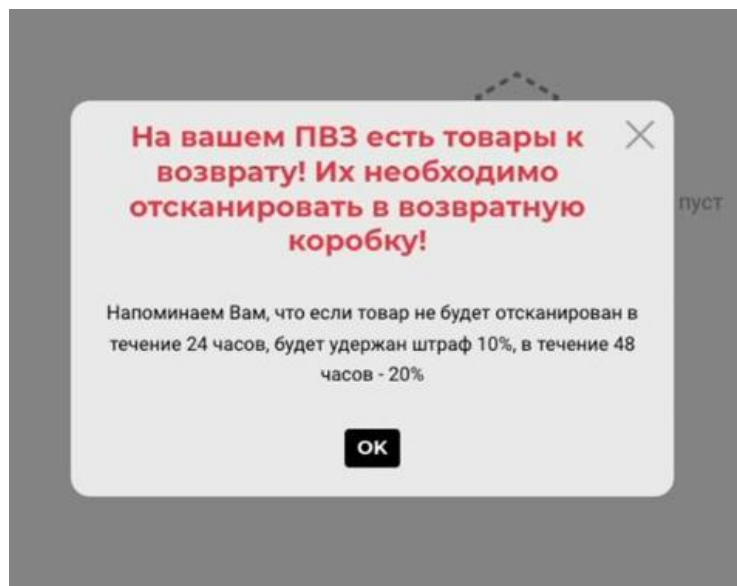 На вашем ПВЗ есть товары к
возврату! Их необходимо
отсканировать в возвратную
коробку!
пуст
Напоминаем Вам, что если товар не будет отсканирован в
течение 24 часов, будет удержан штраф 10%, в течение 48
часов - 20%
OK